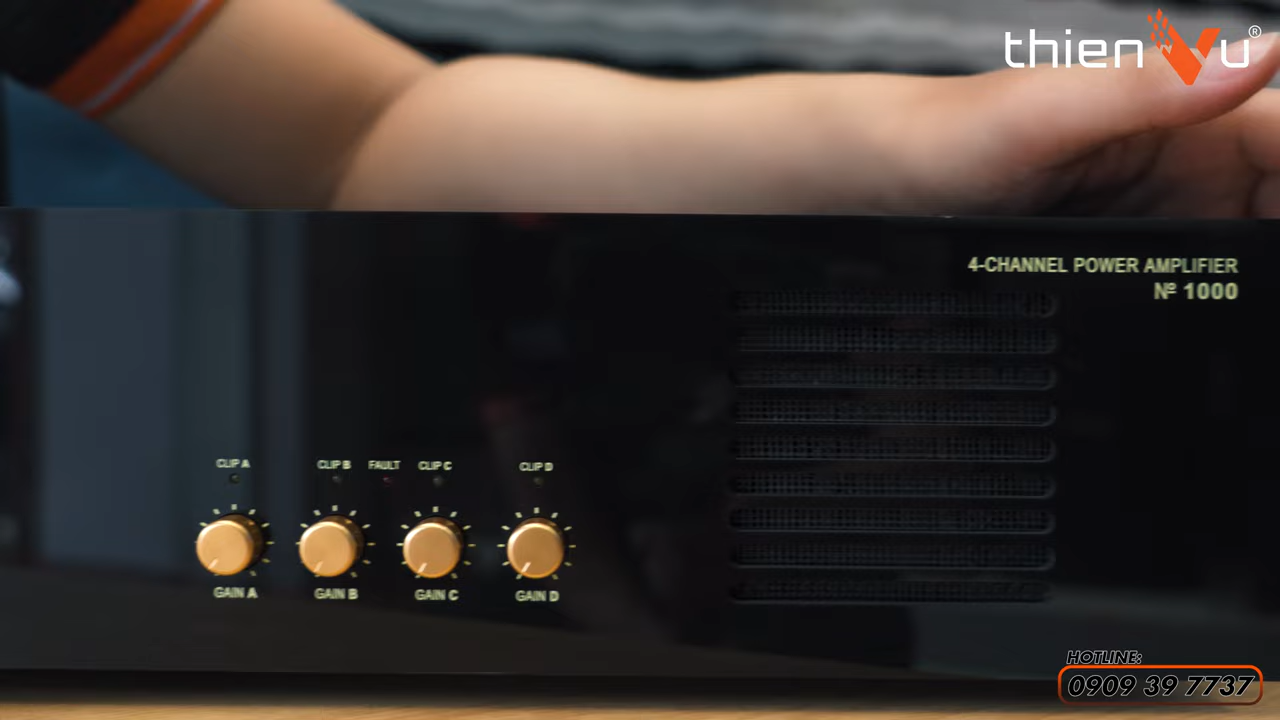 thien Vu®
4-CHANNEL POWER AMPLIFIER
Nº 1000
CLIP A CLIP B FAULT CLIP C CLIP D
GAIN A GAIN B GAIN C GAIN D
HOTLINE:
0909 39 7737